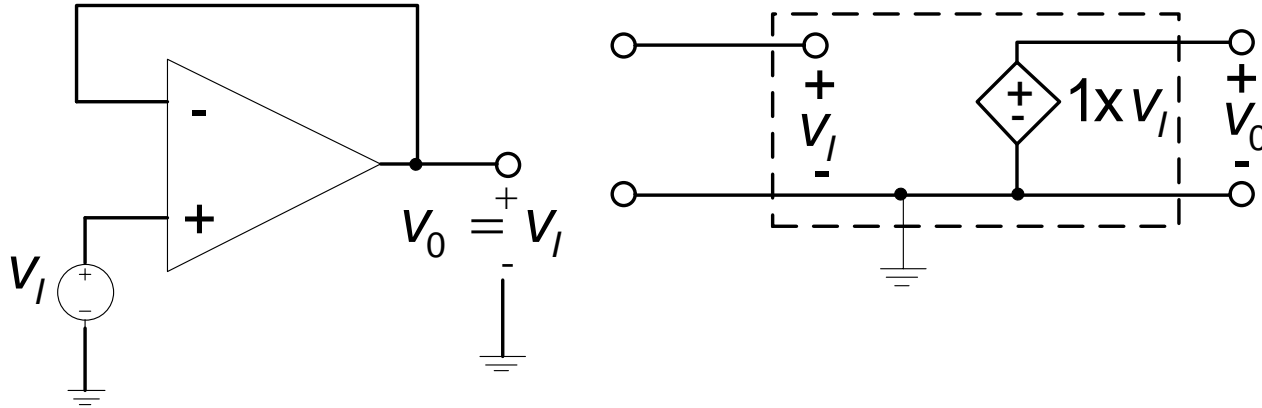 -
+
v_I
+
−
v_0 = v_I
+
-
+
v_I
-
+
-
1x v_I
+
v_0
-